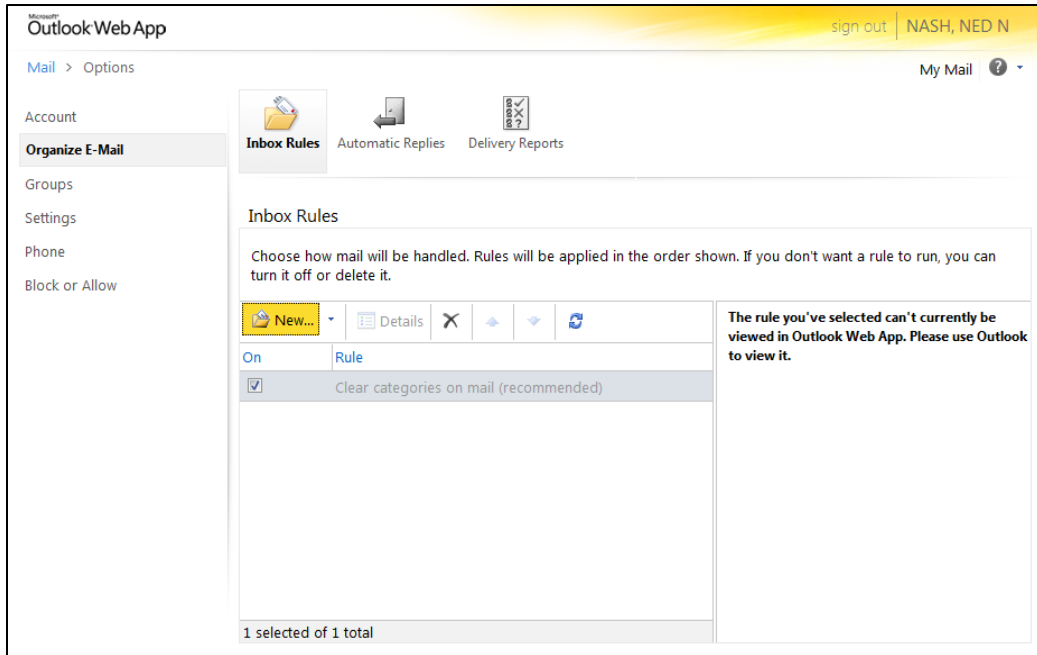 Microsoft®
Outlook Web App
sign out NASH, NED N
Mail > Options
My Mail ?
Account
Organize E-Mail
Groups
Settings
Phone
Block or Allow
Inbox Rules
Automatic Replies
Delivery Reports
Inbox Rules
Choose how mail will be handled. Rules will be applied in the order shown. If you don't want a rule to run, you can
turn it off or delete it.
New... Details
On Rule
Clear categories on mail (recommended)
1 selected of 1 total
The rule you've selected can't currently be
viewed in Outlook Web App. Please use Outlook
to view it.